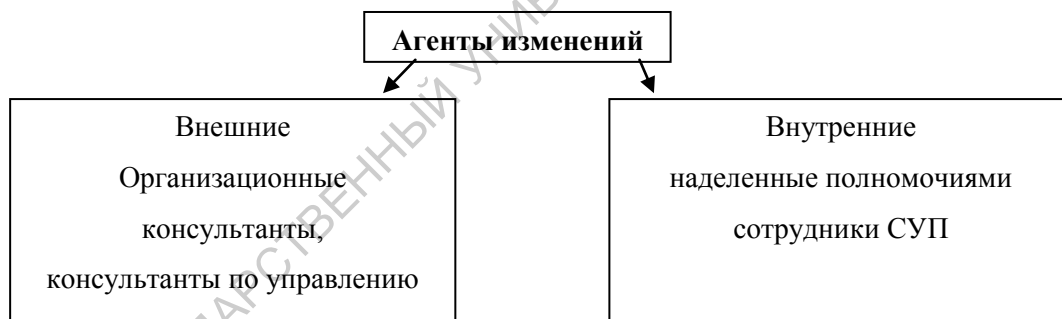 Агенты изменений
Внешние
Организационные
консультанты,
консультанты по управлению
Внутренние
наделенные полномочиями
сотрудники СУП